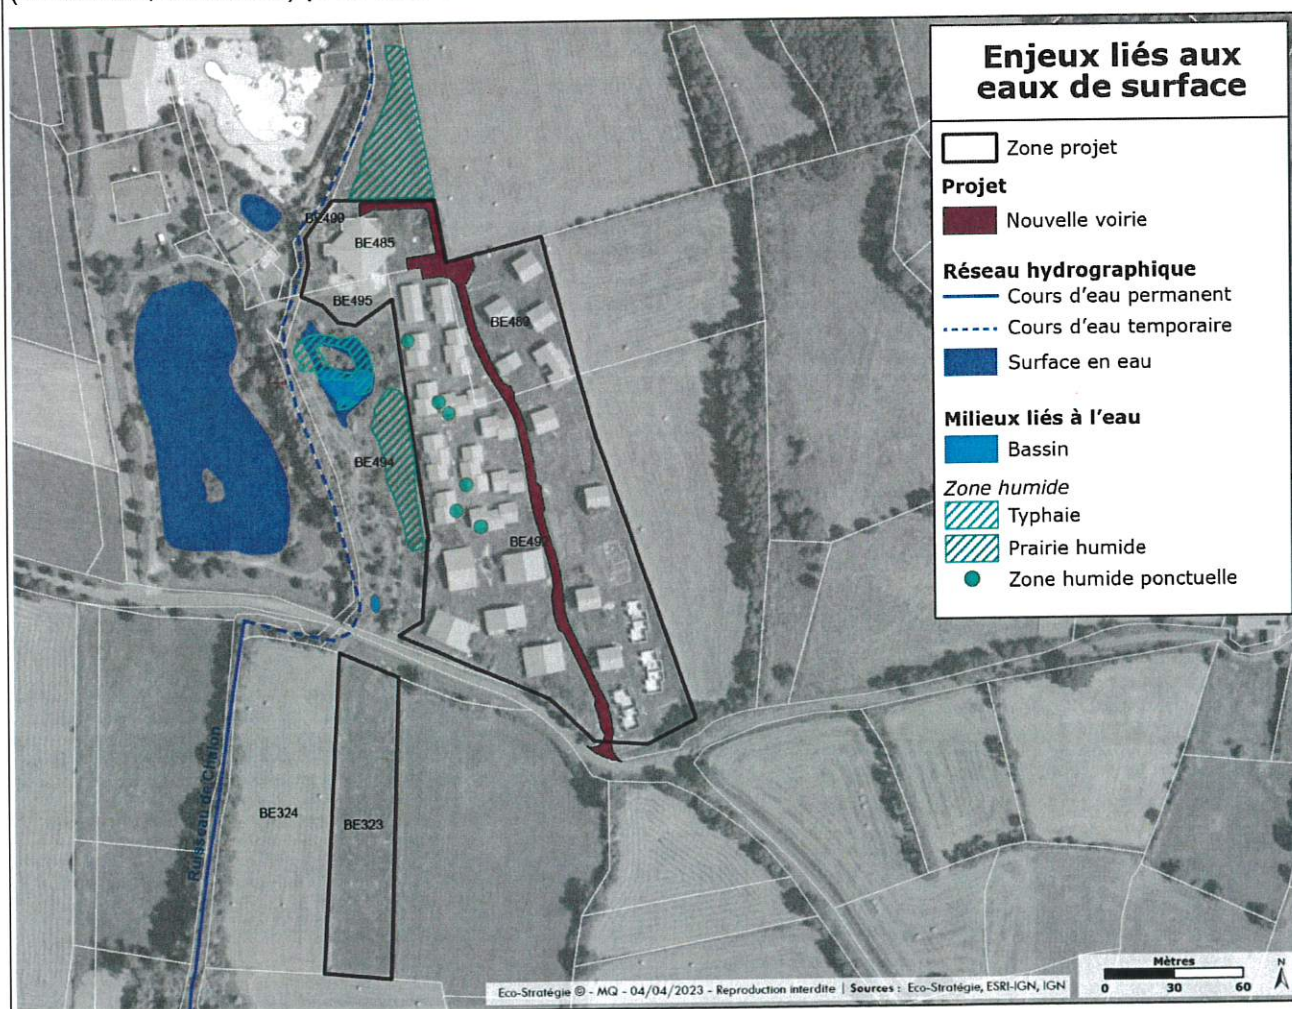 Enjeux liés aux
eaux de surface
Zone projet
Projet
Nouvelle voirie
Réseau hydrographique
Cours d'eau permanent
Cours d'eau temporaire
Surface en eau
Milieux liés à l'eau
Bassin
Zone humide
Typhaie
Prairie humide
Zone humide ponctuelle
BE499
BE485
BE495
BE489
BE494
BE324
BE323
Ruisseau de Chillon
Mètres
0 30 60
N
Eco-Stratégie © - MQ - 04/04/2023 - Reproduction interdite | Sources : Eco-Stratégie, ESRI-IGN, IGN